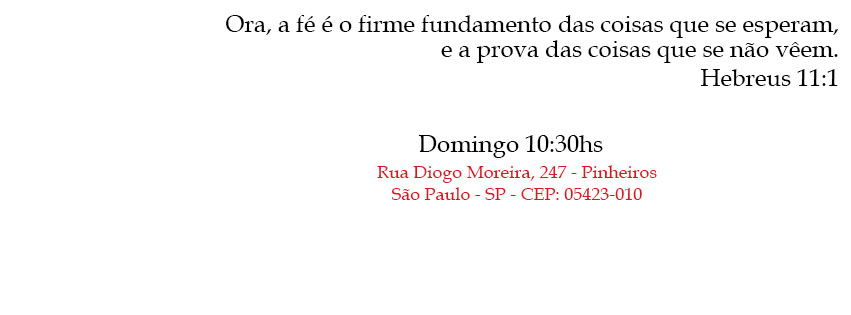 Ora, a fé é o firme fundamento das coisas que se esperam,
e a prova das coisas que se não vêem.
Hebreus 11:1
Domingo 10:30hs
Rua Diogo Moreira, 247 - Pinheiros
São Paulo - SP - CEP: 05423-010